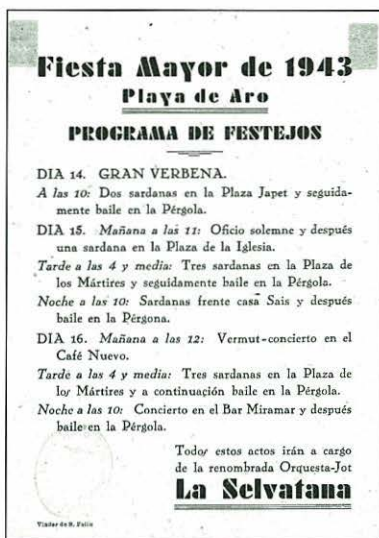 Fiesta Mayor de 1943
Playa de Aro
PROGRAMA DE FESTEJOS
DIA 14. GRAN VERBENA.
A las 10: Dos sardanas en la Plaza Japet y seguida-
mente baile en la Pérgola.
DIA 15. Mañana a las 11: Oficio solemne y después
una sardana en la Plaza de la Iglesia.
Tarde a las 4 y media: Tres sardanas en la Plaza de
los Mártires y seguidamente baile en la Pérgola.
Noche a las 10: Sardanas frente casa Sais y después
baile en la Pérgona.
DIA 16. Mañana a las 12: Vermut-concierto en el
Café Nuevo.
Tarde a las 4 y media: Tres sardanas en la Plaza de
los Mártires y a continuación baile en la Pérgola.
Noche a las 10: Concierto en el Bar Miramar y después
baile en la Pérgola.
Todos estos actos irán a cargo
de la renombrada Orquesta-Jot
La Selvatana